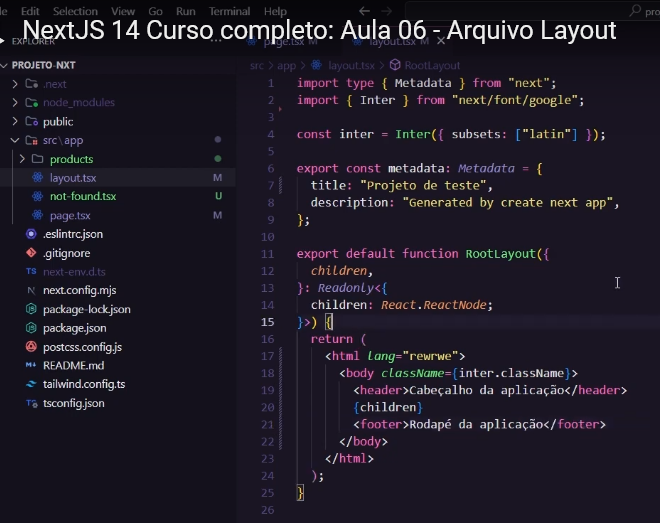 le Edit Selection View Go Run Terminal Help
NextJS 14 Curso completo: Aula 06 - Arquivo Layout
EXPLORER
page.tsx M layout.tsx M
PROJETO-NXT
.next
node_modules
public
src\app
products
layout.tsx M
not-found.tsx U
page.tsx M
.eslintrc.json
.gitignore
TS next-env.d.ts
N next.config.mjs
package-lock.json
package.json
postcss.config.js
M↓ README.md
tailwind.config.ts
TS tsconfig.json
src > app > layout.tsx > RootLayout
1 import type { Metadata } from "next";
2 import { Inter } from "next/font/google";
3
4 const inter = Inter({ subsets: ["latin"] });
5
6 export const metadata: Metadata = {
7 title: "Projeto de teste",
8 description: "Generated by create next app",
9 };
10
11 export default function RootLayout({
12 children,
13 }: Readonly<{
14 children: React.ReactNode;
15 }>) {
16 return (
17 <html lang="rewrwe">
18 <body className={inter.className}>
19 <header>Cabeçalho da aplicação</header>
20 {children}
21 <footer>Rodapé da aplicação</footer>
22 </body>
23 </html>
24 );
25 }
26